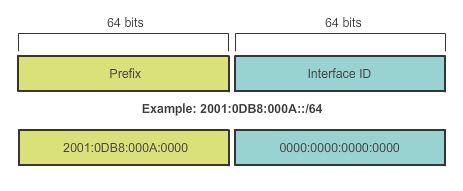 64 bits 64 bits
Prefix Interface ID
Example: 2001:0DB8:000A::/64
2001:0DB8:000A:0000 0000:0000:0000:0000